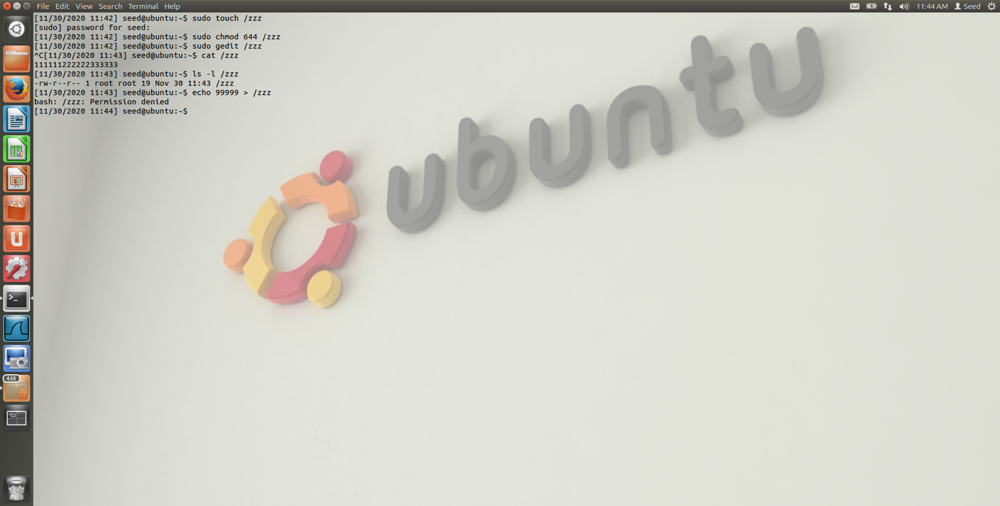 File Edit View Search Terminal Help
11:44 AM Seed
[11/30/2020 11:42] seed@ubuntu:~$ sudo touch /zzz
[sudo] password for seed:
[11/30/2020 11:42] seed@ubuntu:~$ sudo chmod 644 /zzz
[11/30/2020 11:42] seed@ubuntu:~$ sudo gedit /zzz
^C[11/30/2020 11:43] seed@ubuntu:~$ cat /zzz
111111222222333333
[11/30/2020 11:43] seed@ubuntu:~$ ls -l /zzz
-rw-r--r-- 1 root root 19 Nov 30 11:43 /zzz
[11/30/2020 11:43] seed@ubuntu:~$ echo 99999 > /zzz
bash: /zzz: Permission denied
[11/30/2020 11:44] seed@ubuntu:~$
ubuntu
448